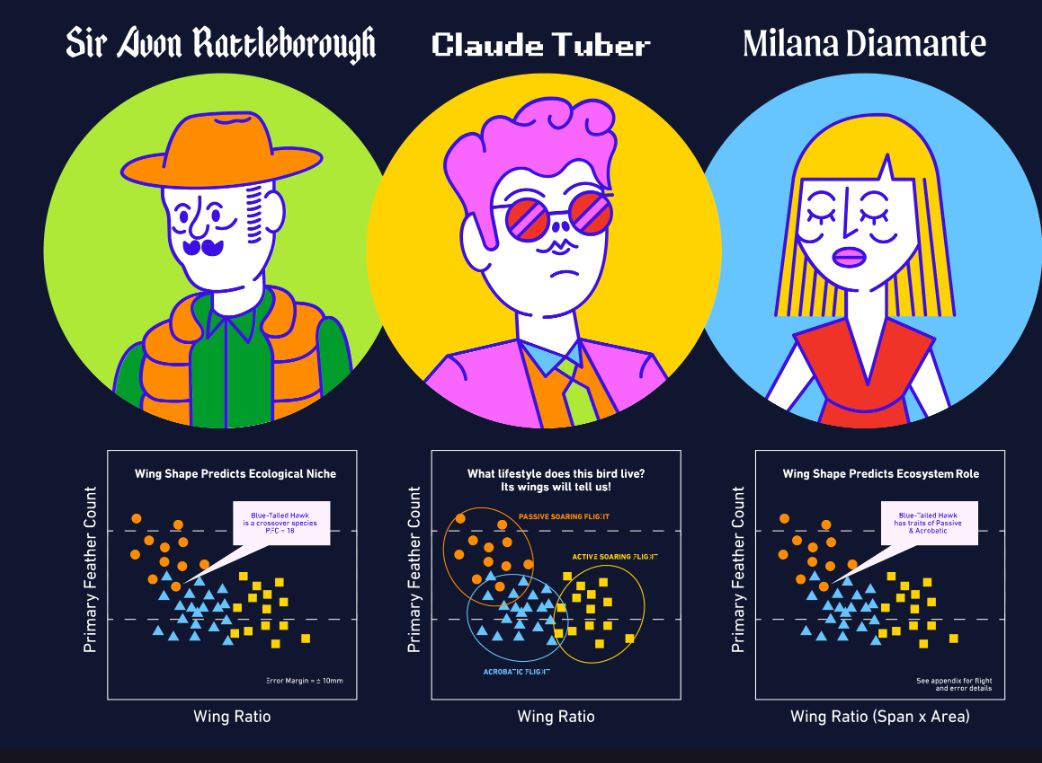 Sir Avon Rattleborough
Claude Tuber
Milana Diamante
Primary Feather Count
Wing Shape Predicts Ecological Niche
Blue-Tailed Hawk
is a crossover species
PFC = 18
Error Margin = ± 10mm
Wing Ratio
Primary Feather Count
What lifestyle does this bird live?
Its wings will tell us!
PASSIVE SOARING FLIGHT
ACTIVE SOARING FLIGHT
ACROBATIC FLIGHT
Wing Ratio
Primary Feather Count
Wing Shape Predicts Ecosystem Role
Blue-Tailed Hawk
has traits of Passive
& Acrobatic
See appendix for flight
and error details
Wing Ratio (Span x Area)